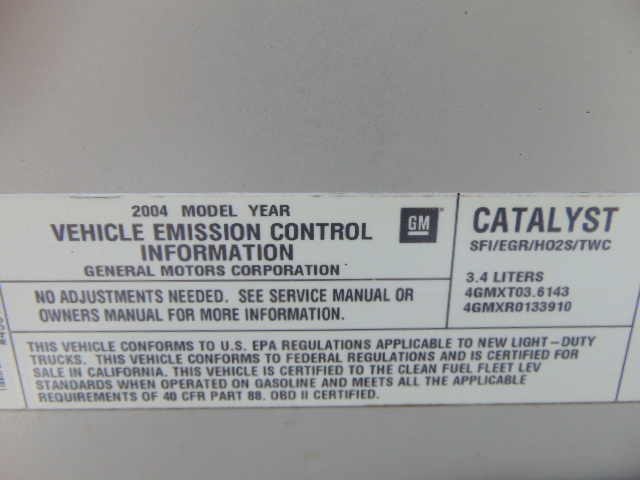 2004 MODEL YEAR
VEHICLE EMISSION CONTROL
INFORMATION
GENERAL MOTORS CORPORATION
GM
NO ADJUSTMENTS NEEDED. SEE SERVICE MANUAL OR
OWNERS MANUAL FOR MORE INFORMATION.
CATALYST
SFI/EGR/HO2S/TWC
3.4 LITERS
4GMXT03.6143
4GMXR0133910
THIS VEHICLE CONFORMS TO U.S. EPA REGULATIONS APPLICABLE TO NEW LIGHT-DUTY
TRUCKS. THIS VEHICLE CONFORMS TO FEDERAL REGULATIONS AND IS CERTIFIED FOR
SALE IN CALIFORNIA. THIS VEHICLE IS CERTIFIED TO THE CLEAN FUEL FLEET LEV
STANDARDS WHEN OPERATED ON GASOLINE AND MEETS ALL THE APPLICABLE
REQUIREMENTS OF 40 CFR PART 88. OBD II CERTIFIED.